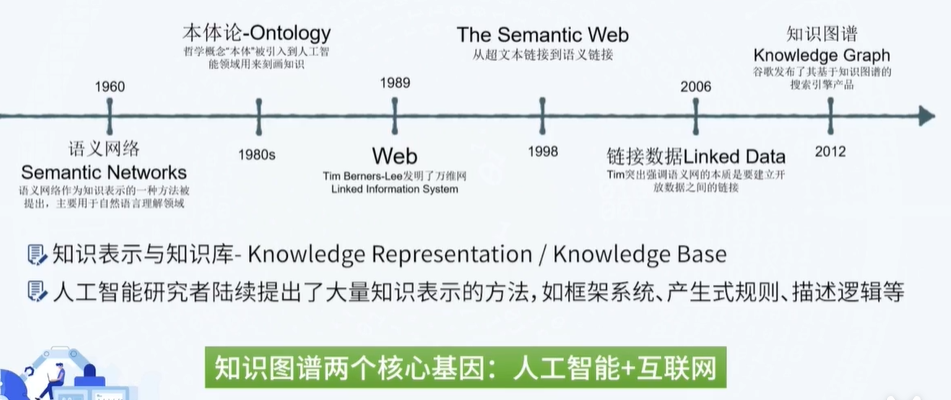 本体论-Ontology
哲学概念“本体”被引入到人工智
能领域用来刻画知识
The Semantic Web
从超文本链接到语义链接
知识图谱
Knowledge Graph
谷歌发布了其基于知识图谱的
搜索引擎产品
1960
1989
2006
语义网络
Semantic Networks
语义网络作为知识表示的一种方法被
提出，主要用于自然语言理解领域
1980s
Web
Tim Berners-Lee发明了万维网
Linked Information System
1998
链接数据Linked Data
Tim突出强调语义网的本质是要建立开
放数据之间的链接
2012
知识表示与知识库- Knowledge Representation / Knowledge Base
人工智能研究者陆续提出了大量知识表示的方法，如框架系统、产生式规则、描述逻辑等
知识图谱两个核心基因：人工智能+互联网